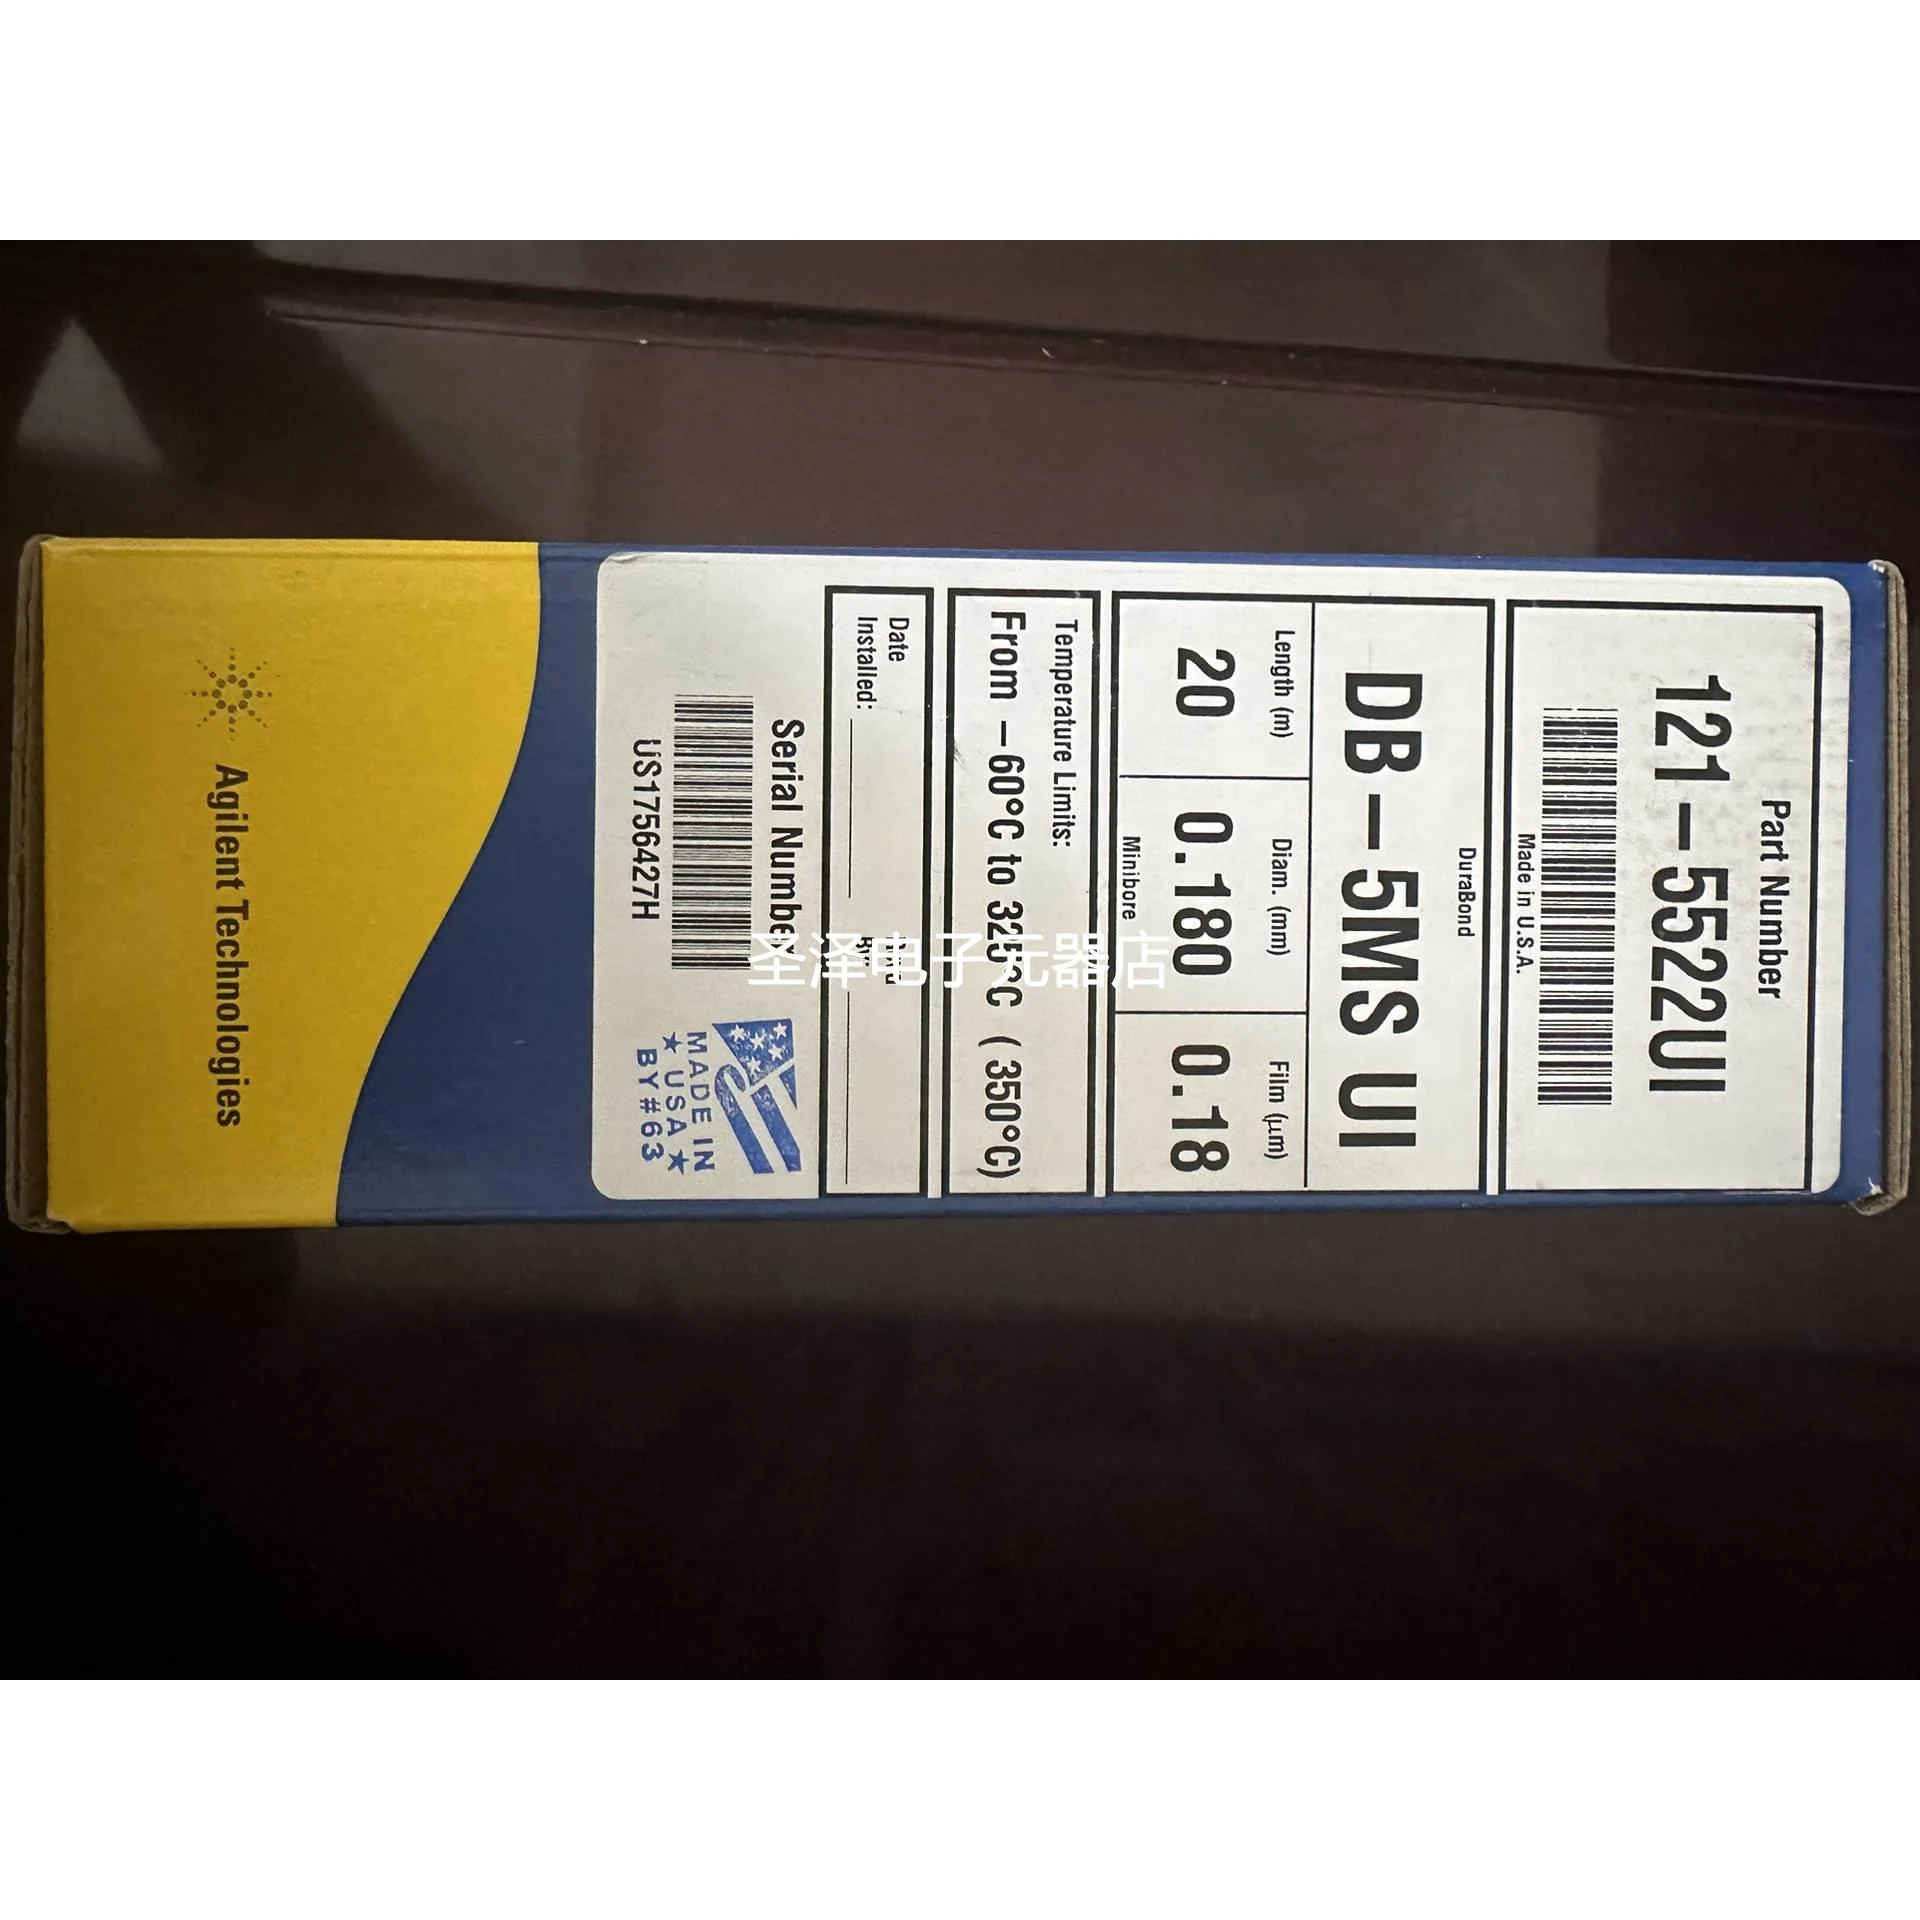 Part Number
121-5522UI
Made in U.S.A.
DuraBond
DB-5MS UI
Length (m) Diam. (mm) Film (μm)
20 0.180 0.18
Minibore
Temperature Limits:
From -60°C to 325°C (350°C)
Date
Installed:
By:
Serial Number
US1756427H
MADE IN
USA
BY#63
Agilent Technologies
圣泽电子元器店